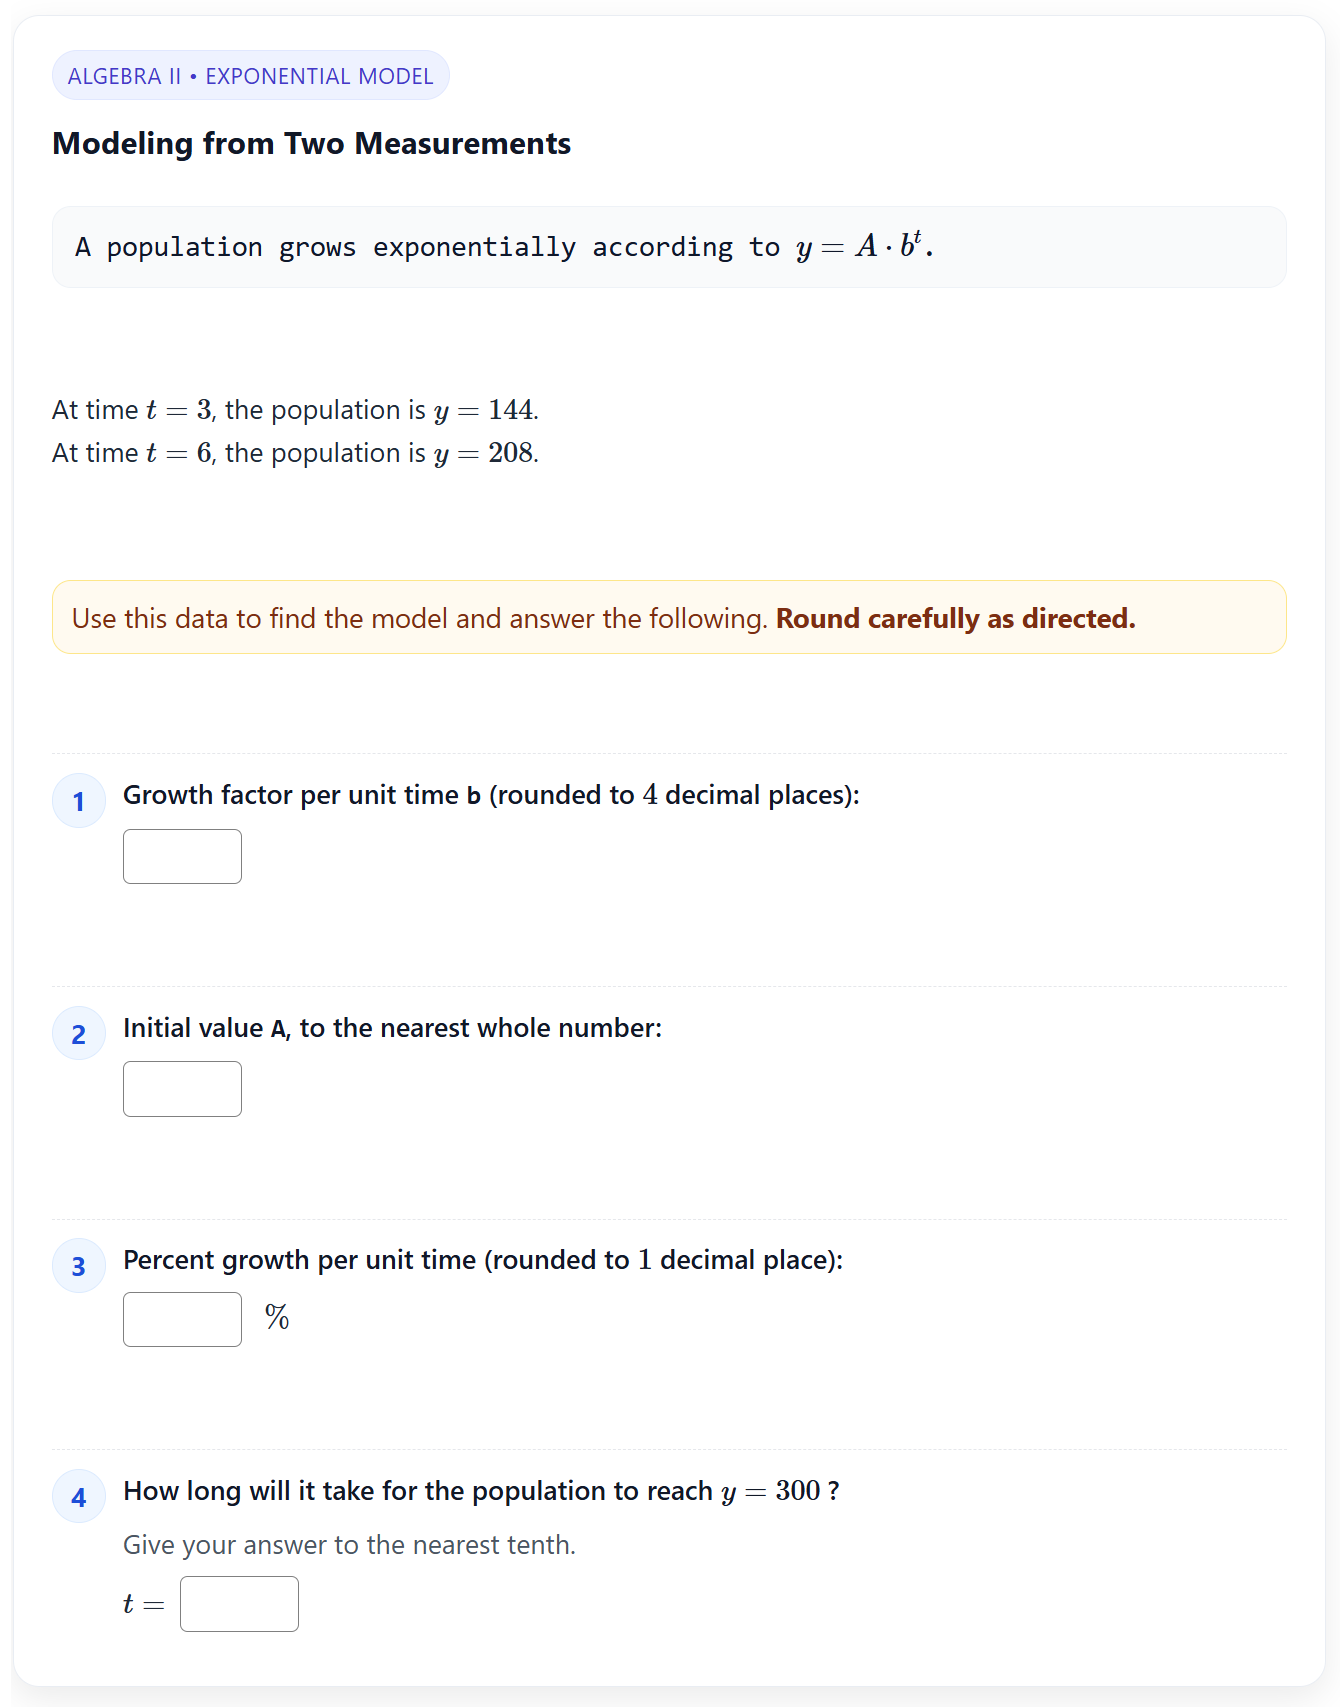 ALGEBRA II • EXPONENTIAL MODEL
Modeling from Two Measurements
A population grows exponentially according to $y = A \cdot b^t$.
At time $t = 3$, the population is $y = 144$.
At time $t = 6$, the population is $y = 208$.
Use this data to find the model and answer the following. Round carefully as directed.
1 Growth factor per unit time b (rounded to 4 decimal places):
2 Initial value A, to the nearest whole number:
3 Percent growth per unit time (rounded to 1 decimal place):
%
4 How long will it take for the population to reach $y = 300$ ?
Give your answer to the nearest tenth.
$t =$